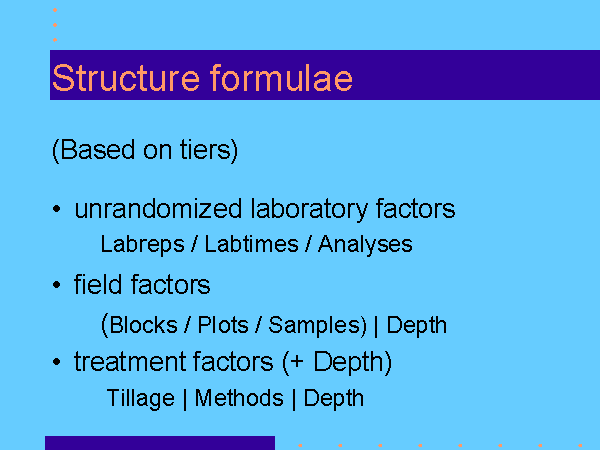 Structure formulae
(Based on tiers)
• unrandomized laboratory factors
Labreps / Labtimes / Analyses
• field factors
(Blocks / Plots / Samples) | Depth
• treatment factors (+ Depth)
Tillage | Methods | Depth